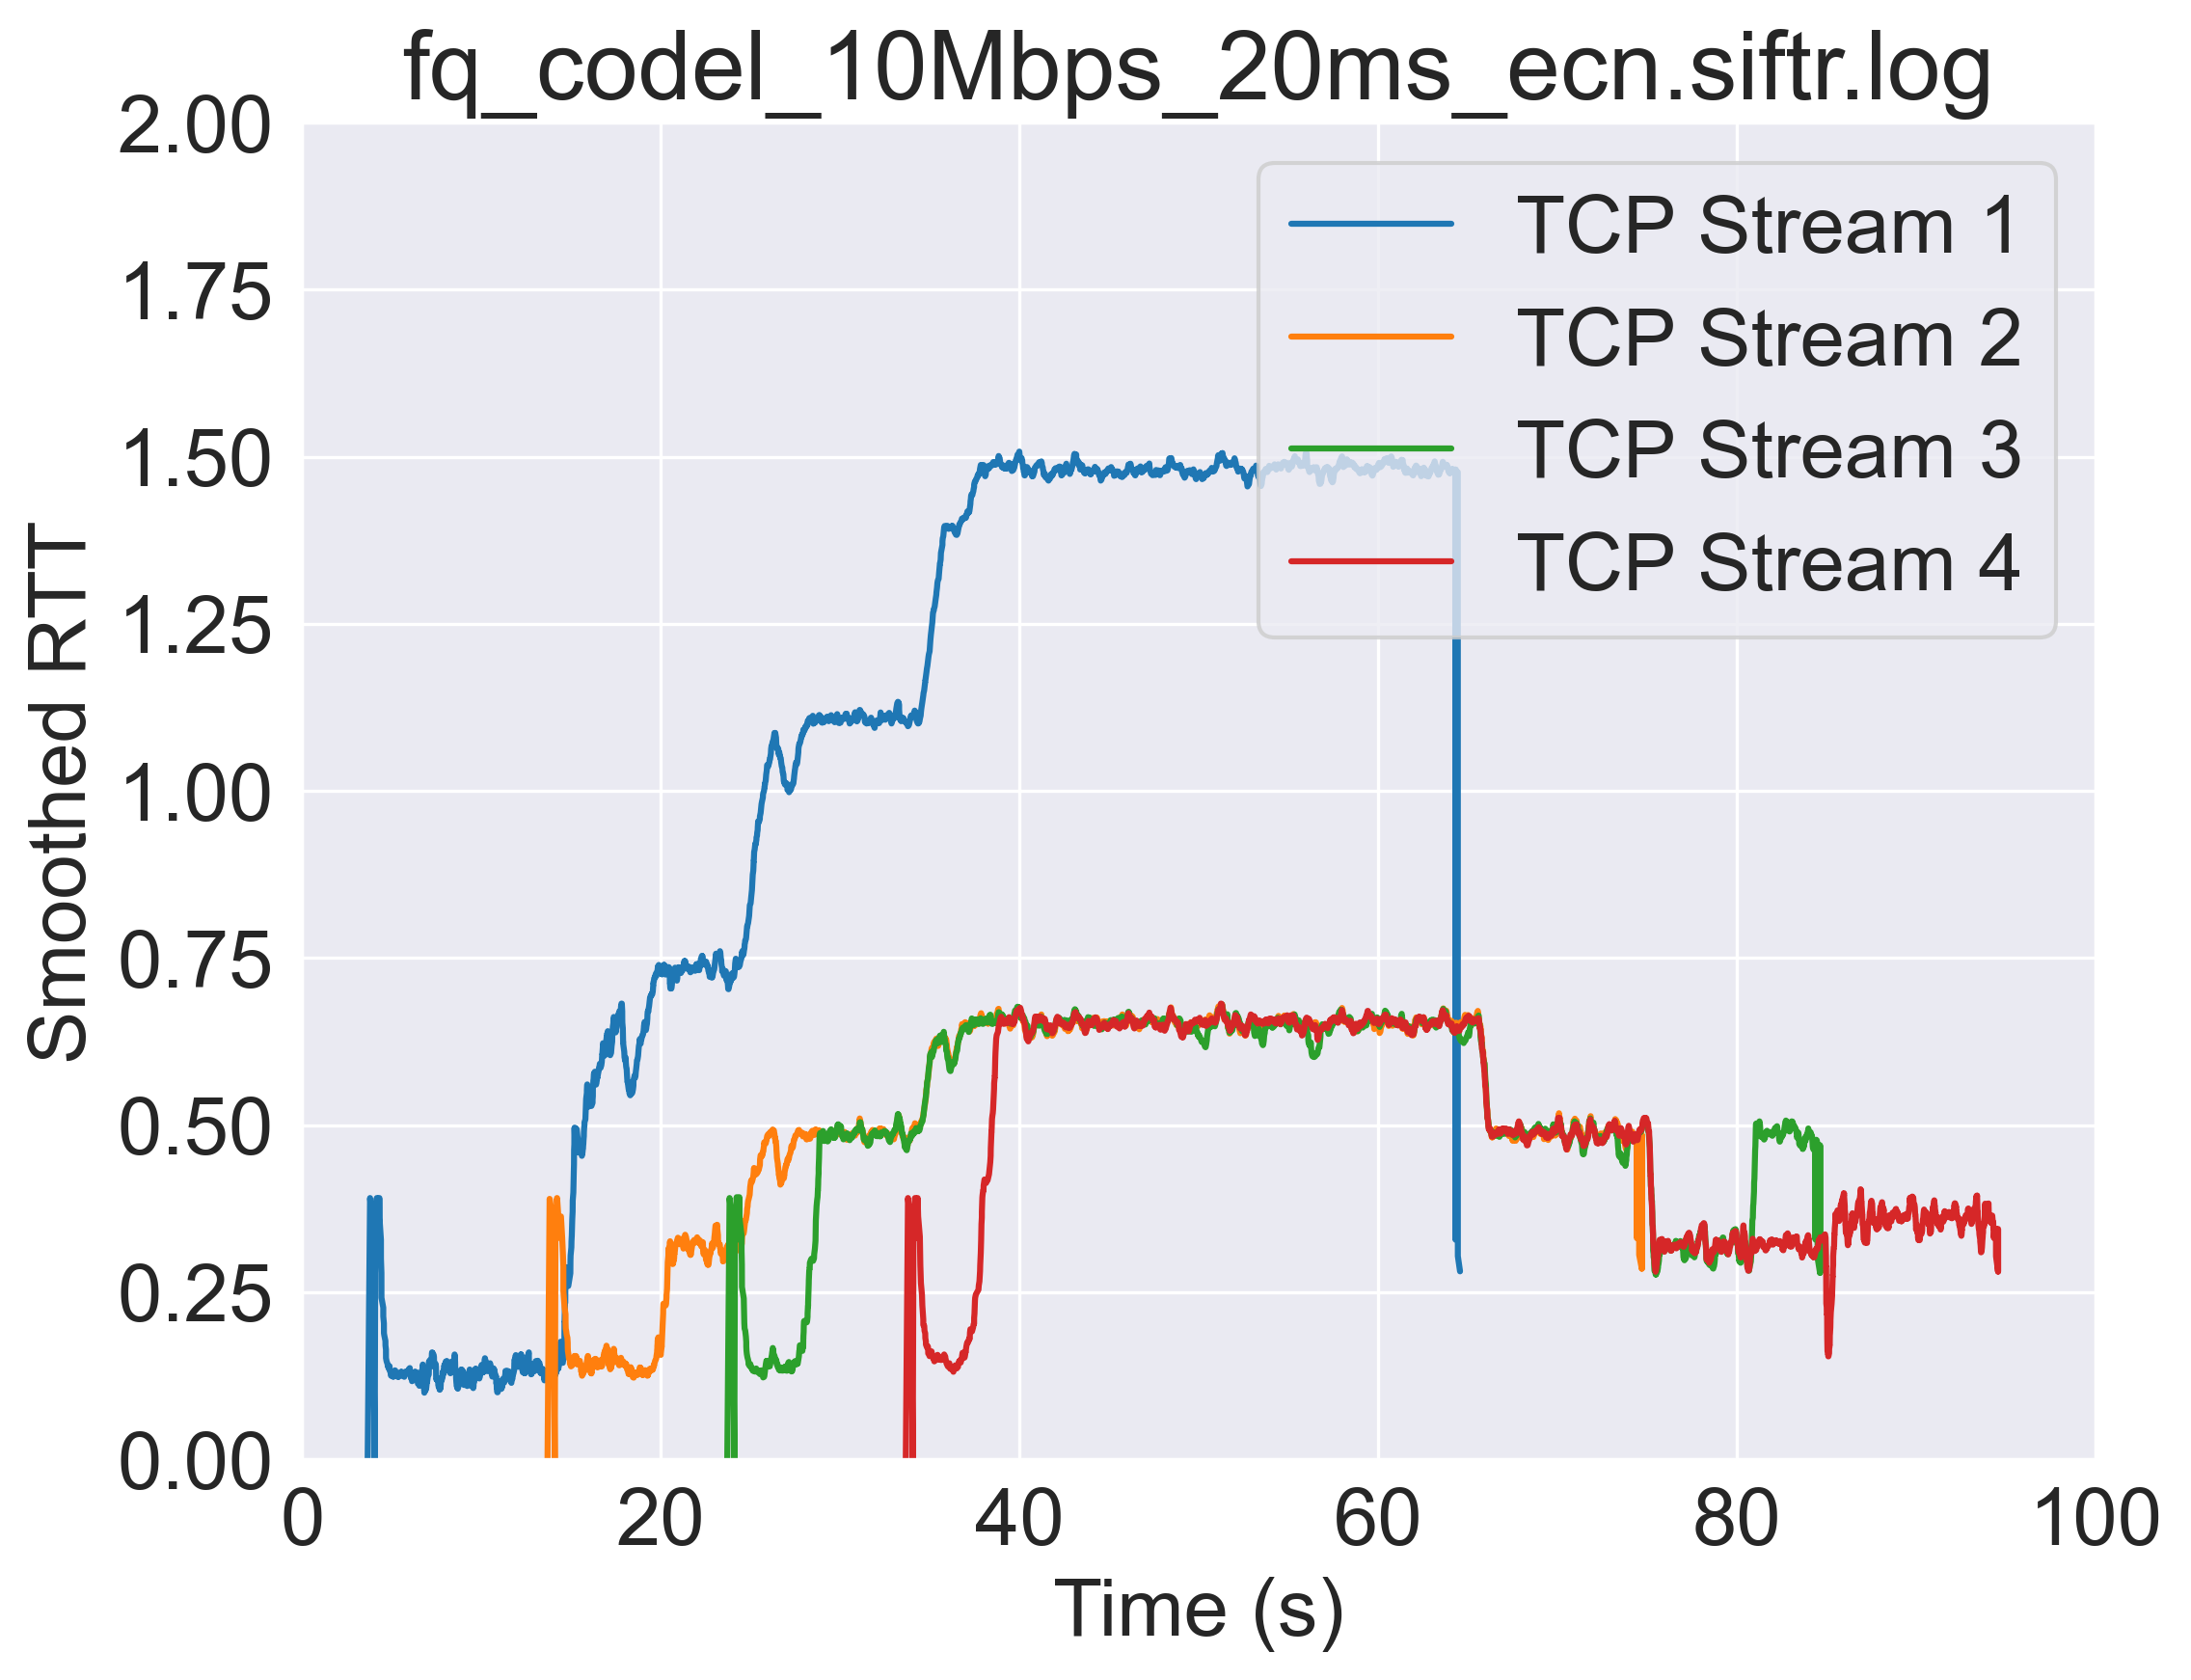 fq_codel_10Mbps_20ms_ecn.siftr.log
2.00
1.75
1.50
1.25
1.00
0.75
0.50
0.25
0.00
Smoothed RTT
TCP Stream 1
TCP Stream 2
TCP Stream 3
TCP Stream 4
0 20 40 60 80 100
Time (s)